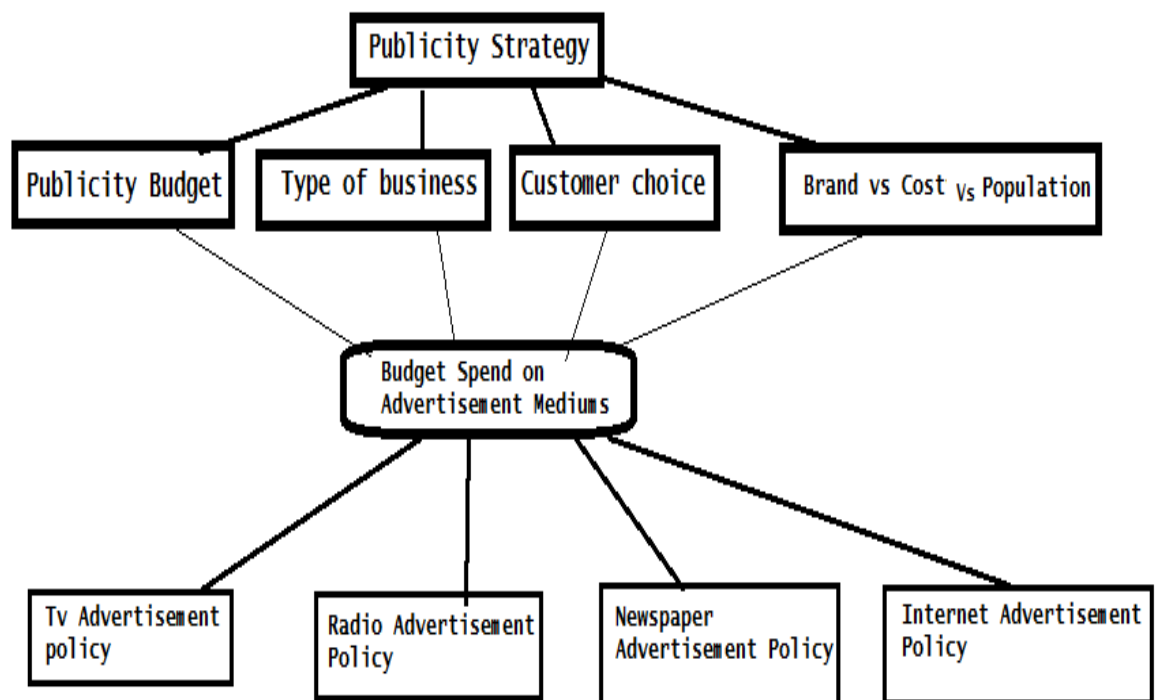 Publicity Strategy
Publicity Budget
Type of business
Customer choice
Brand vs Cost Vs Population
Budget Spend on
Advertisement Mediums
Tv Advertisement
policy
Radio Advertisement
Policy
Newspaper
Advertisement Policy
Internet Advertisement
Policy